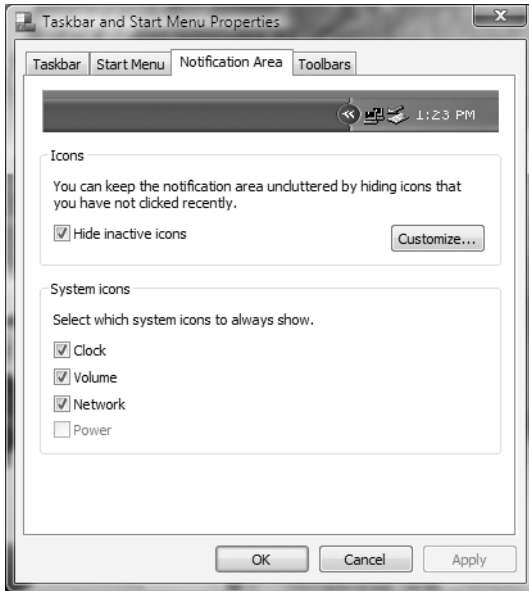 Taskbar and Start Menu Properties
X
Taskbar Start Menu Notification Area Toolbars
« 1:23 PM
Icons
You can keep the notification area uncluttered by hiding icons that
you have not clicked recently.
Hide inactive icons
Customize...
System icons
Select which system icons to always show.
Clock
Volume
Network
Power
OK Cancel Apply